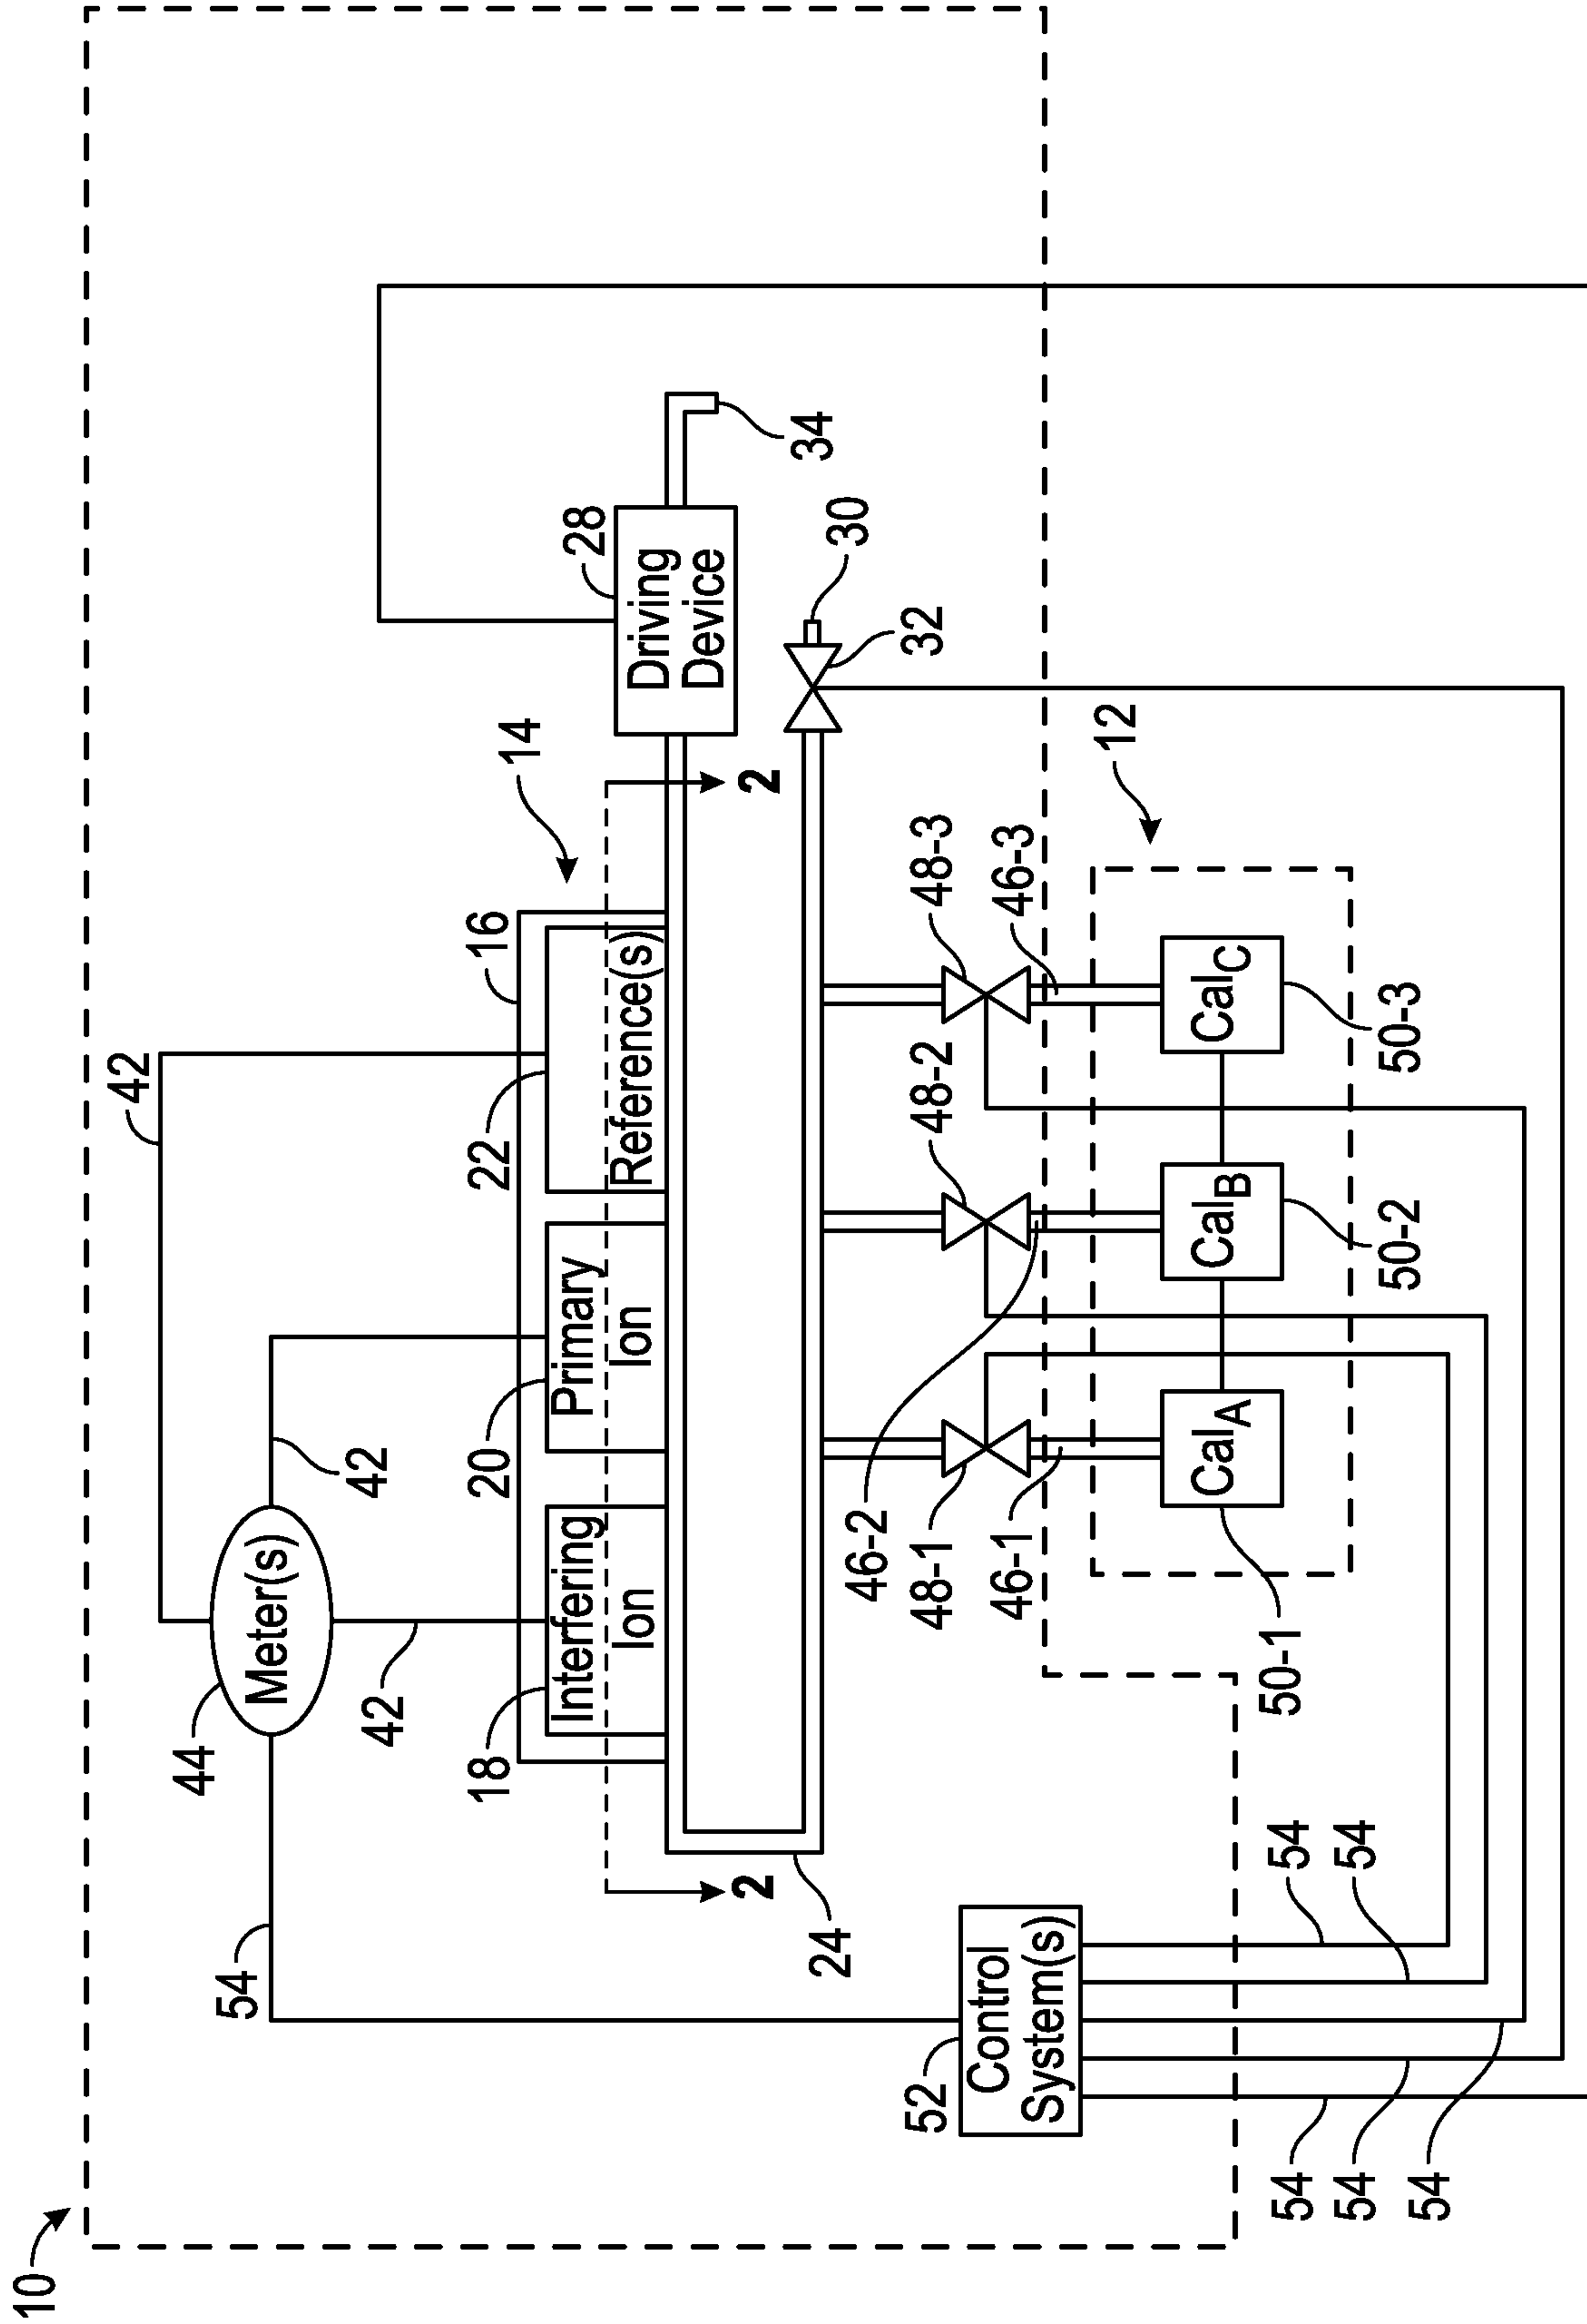 10
42
44
Meter(s)
42
42
54
14
16
22
20
18
Interfering
Ion
Primary
Ion
Reference(s)
28
Driving
Device
34
30
32
2
2
24
12
48-3
46-3
48-2
46-2
48-1
46-1
CalA
CalB
CalC
50-1
50-2
50-3
52
Control
System(s)
54
54
54
54
54